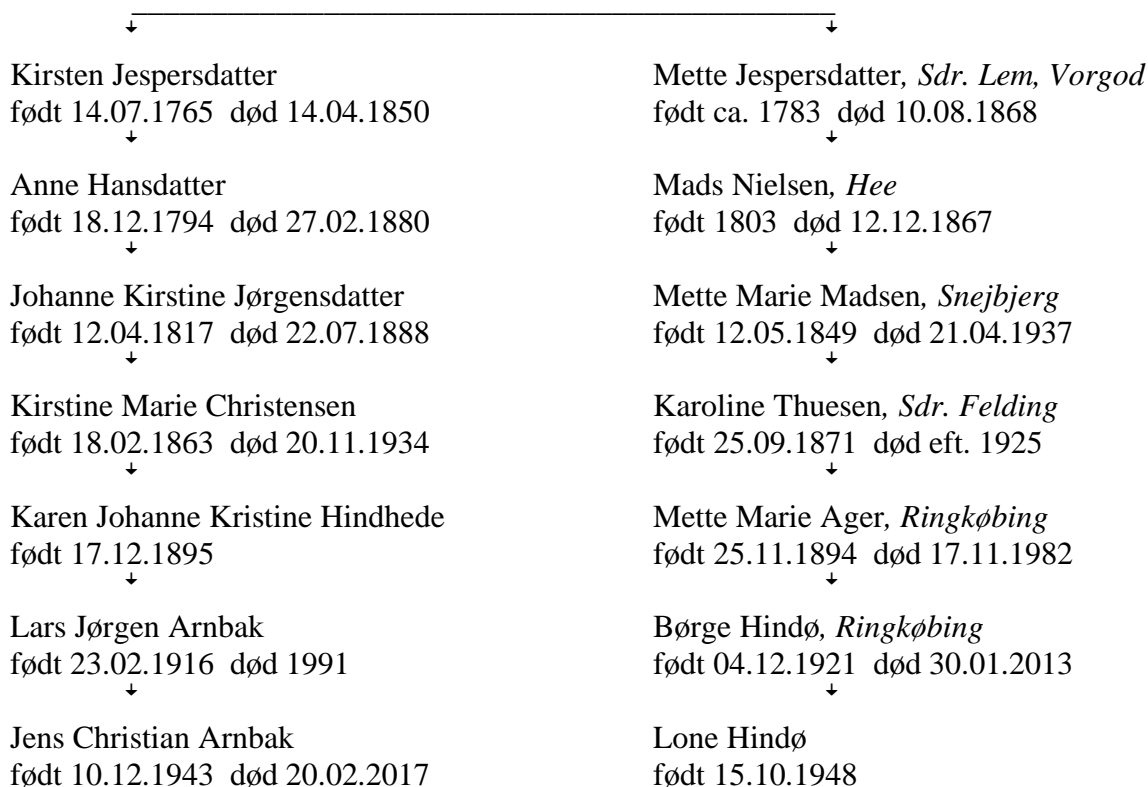 Kirsten Jespersdatter
født 14.07.1765 død 14.04.1850
Anne Hansdatter
født 18.12.1794 død 27.02.1880
Johanne Kirstine Jørgensdatter
født 12.04.1817 død 22.07.1888
Kirstine Marie Christensen
født 18.02.1863 død 20.11.1934
Karen Johanne Kristine Hindhede
født 17.12.1895
Lars Jørgen Arnbak
født 23.02.1916 død 1991
Jens Christian Arnbak
født 10.12.1943 død 20.02.2017
Mette Jespersdatter, Sdr. Lem, Vorgod
født ca. 1783 død 10.08.1868
Mads Nielsen, Hee
født 1803 død 12.12.1867
Mette Marie Madsen, Snejbjerg
født 12.05.1849 død 21.04.1937
Karoline Thuesen, Sdr. Felding
født 25.09.1871 død eft. 1925
Mette Marie Ager, Ringkøbing
født 25.11.1894 død 17.11.1982
Børge Hindø, Ringkøbing
født 04.12.1921 død 30.01.2013
Lone Hindø
født 15.10.1948